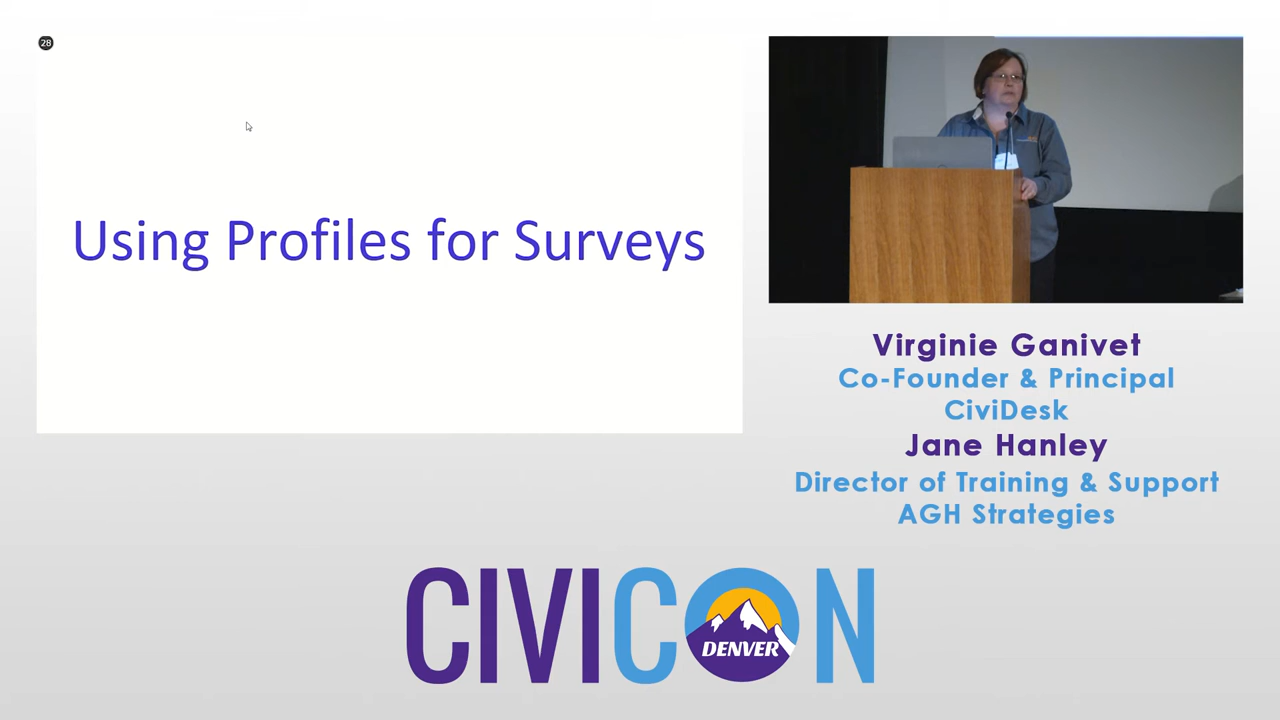 28
Using Profiles for Surveys
Virginie Ganivet
Co-Founder & Principal
CiviDesk
Jane Hanley
Director of Training & Support
AGH Strategies
CIVICON
DENVER